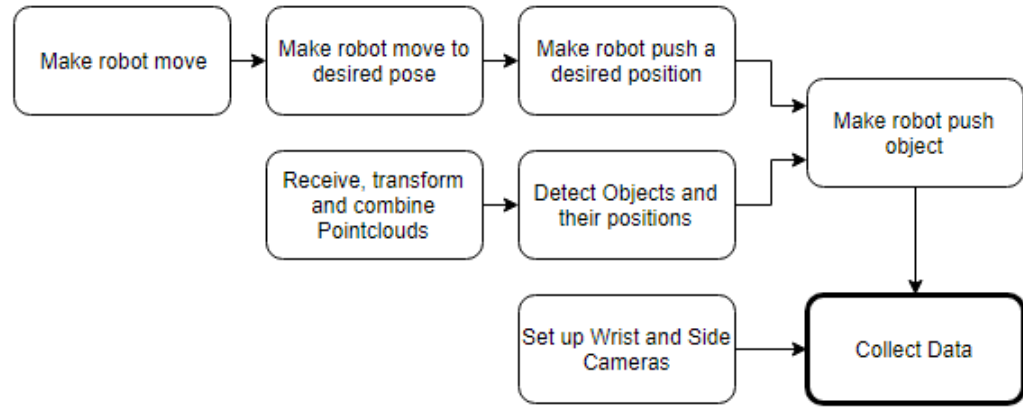 Make robot move
Make robot move to
desired pose
Make robot push a
desired position
Make robot push
object
Receive, transform
and combine
Pointclouds
Detect Objects and
their positions
Set up Wrist and Side
Cameras
Collect Data